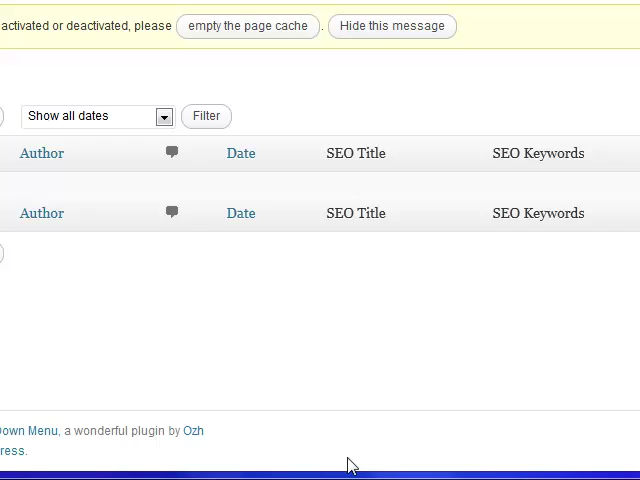 activated or deactivated, please empty the page cache . Hide this message
Show all dates Filter
Author Date SEO Title SEO Keywords
Author Date SEO Title SEO Keywords
Down Menu, a wonderful plugin by Ozh
ress.